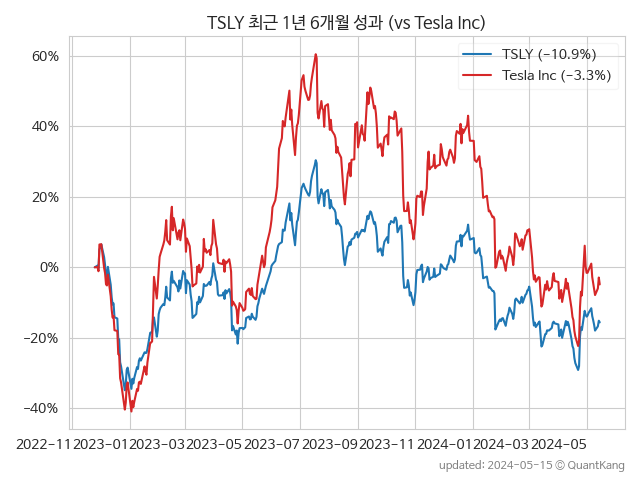 TSLY 최근 1년 6개월 성과 (vs Tesla Inc)
TSLY (−10.9%)
Tesla Inc (−3.3%)
60%
40%
20%
0%
−20%
−40%
2022−11 2023−01 2023−03 2023−05 2023−07 2023−09 2023−11 2024−01 2024−03 2024−05
updated: 2024−05−15 ⓒ QuantKang